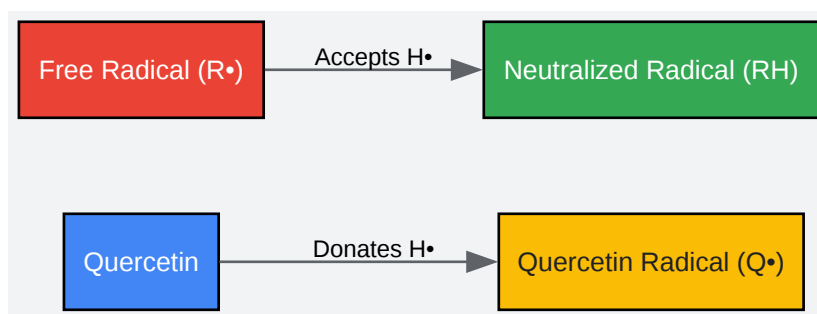 Free Radical (R•)
Accepts H•
Neutralized Radical (RH)
Quercetin
Donates H•
Quercetin Radical (Q•)